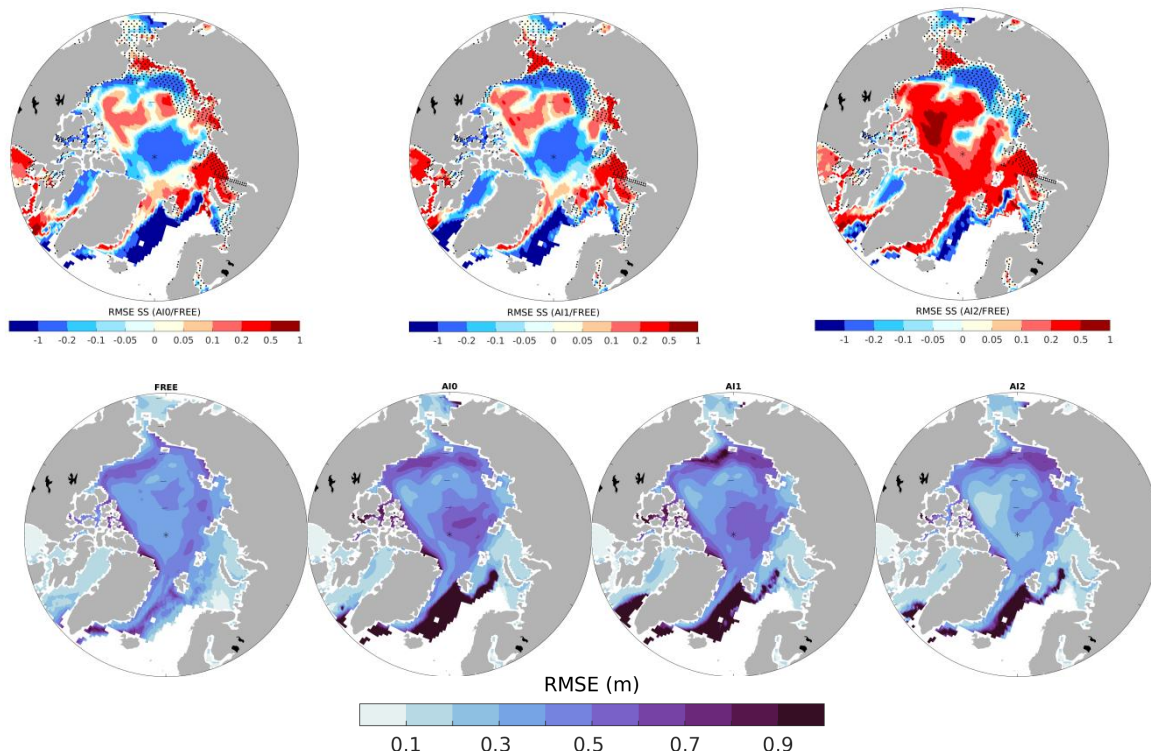 RMSE SS (AI0/FREE)
-1 -0.2 -0.1 -0.05 0 0.05 0.1 0.2 0.5 1
RMSE SS (AI1/FREE)
-1 -0.2 -0.1 -0.05 0 0.05 0.1 0.2 0.5 1
RMSE SS (AI2/FREE)
-1 -0.2 -0.1 -0.05 0 0.05 0.1 0.2 0.5 1
FREE
AI0
AI1
AI2
RMSE (m)
0.1 0.3 0.5 0.7 0.9